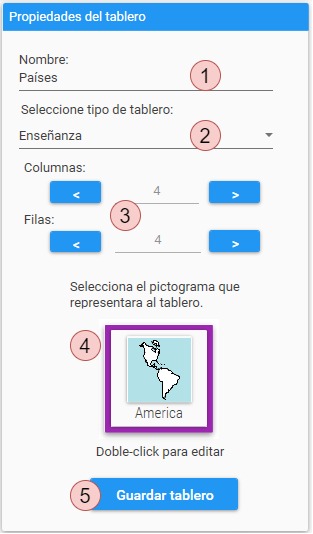 Propiedades del tablero
Nombre:
Países
1
Seleccione tipo de tablero:
Enseñanza
2
Columnas:
< 4 >
3
Filas:
< 4 >
Selecciona el pictograma que
representara al tablero.
4
America
Doble-click para editar
5
Guardar tablero